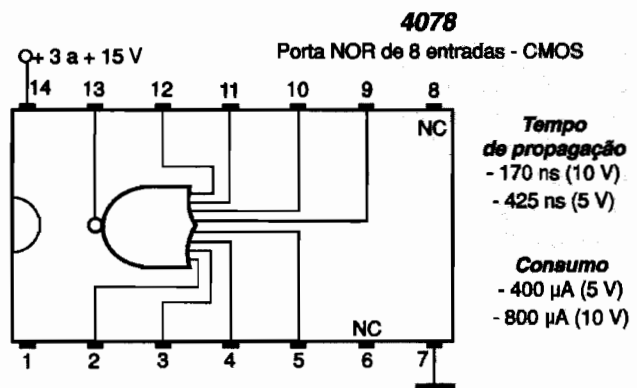 4078
Porta NOR de 8 entradas - CMOS
+ 3 a + 15 V
14 13 12 11 10 9 8
NC
Tempo
de propagação
- 170 ns (10 V)
- 425 ns (5 V)
Consumo
- 400 µA (5 V)
- 800 µA (10 V)
NC
1 2 3 4 5 6 7